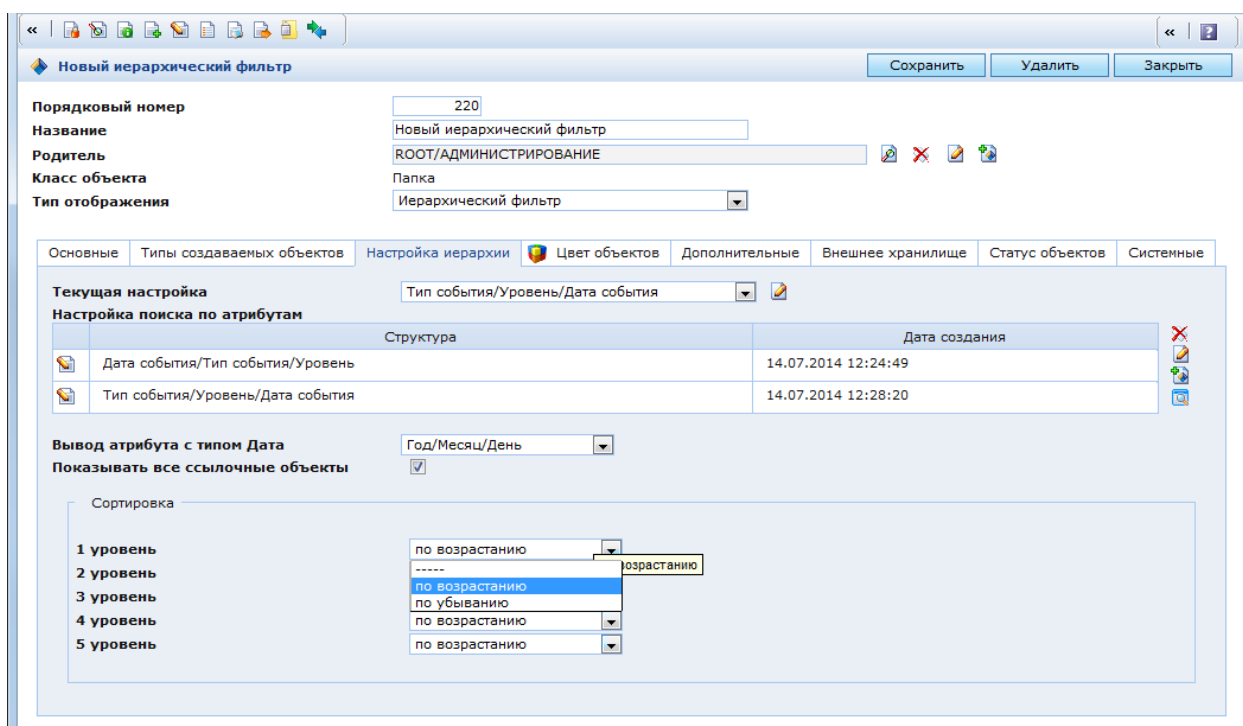 «
«
?
Новый иерархический фильтр Сохранить Удалить Закрыть
Порядковый номер 220
Название Новый иерархический фильтр
Родитель ROOT/АДМИНИСТРИРОВАНИЕ
Класс объекта Папка
Тип отображения Иерархический фильтр
Основные Типы создаваемых объектов Настройка иерархии Цвет объектов Дополнительные Внешнее хранилище Статус объектов Системные
Текущая настройка Тип события/Уровень/Дата события
Настройка поиска по атрибутам
Структура Дата создания
Дата события/Тип события/Уровень 14.07.2014 12:24:49
Тип события/Уровень/Дата события 14.07.2014 12:28:20
Вывод атрибута с типом Дата Год/Месяц/День
Показывать все ссылочные объекты
Сортировка
1 уровень по возрастанию
2 уровень ----- возрастанию
по возрастанию
3 уровень по убыванию
4 уровень по возрастанию
5 уровень по возрастанию